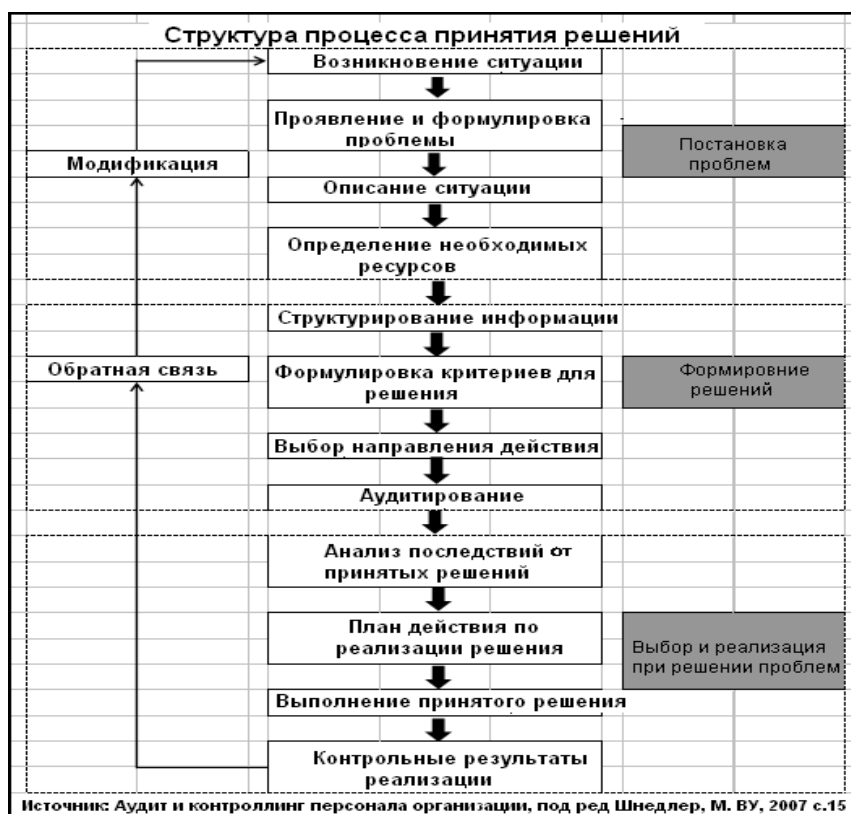 Структура процесса принятия решений
Возникновение ситуации
Проявление и формулировка
проблемы
Постановка
проблем
Модификация
Описание ситуации
Определение необходимых
ресурсов
Структурирование информации
Обратная связь
Формулировка критериев для
решения
Формировние
решений
Выбор направления действия
Аудитирование
Анализ последствий от
принятых решений
План действия по
реализации решения
Выбор и реализация
при решении проблем
Выполнение принятого решения
Контрольные результаты
реализации
Источник: Аудит и контроллинг персонала организации, под ред Шнедлер, М. ВУ, 2007 с.15